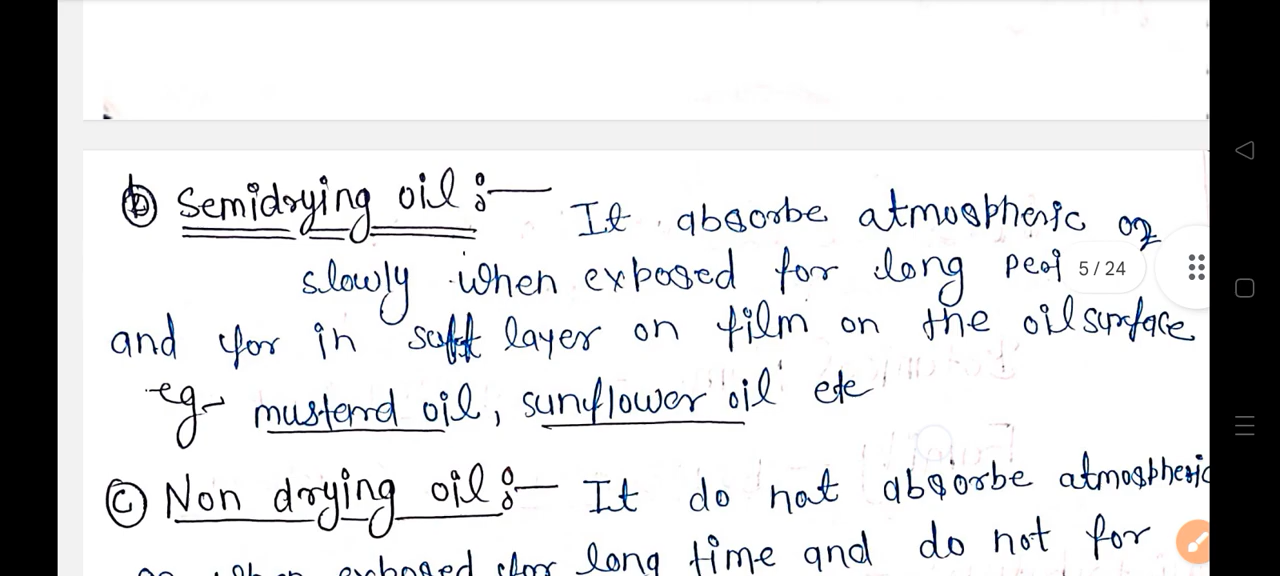 b Semidrying oil :— It absorbe atmospheric o2
slowly when exposed for long peri 5/24
and for in soft layer on film on the oil surface
eg- musterd oil, sunflower oil etc
c Non drying oil :— It do not absorbe atmospheric
when exposed for long time and do not for